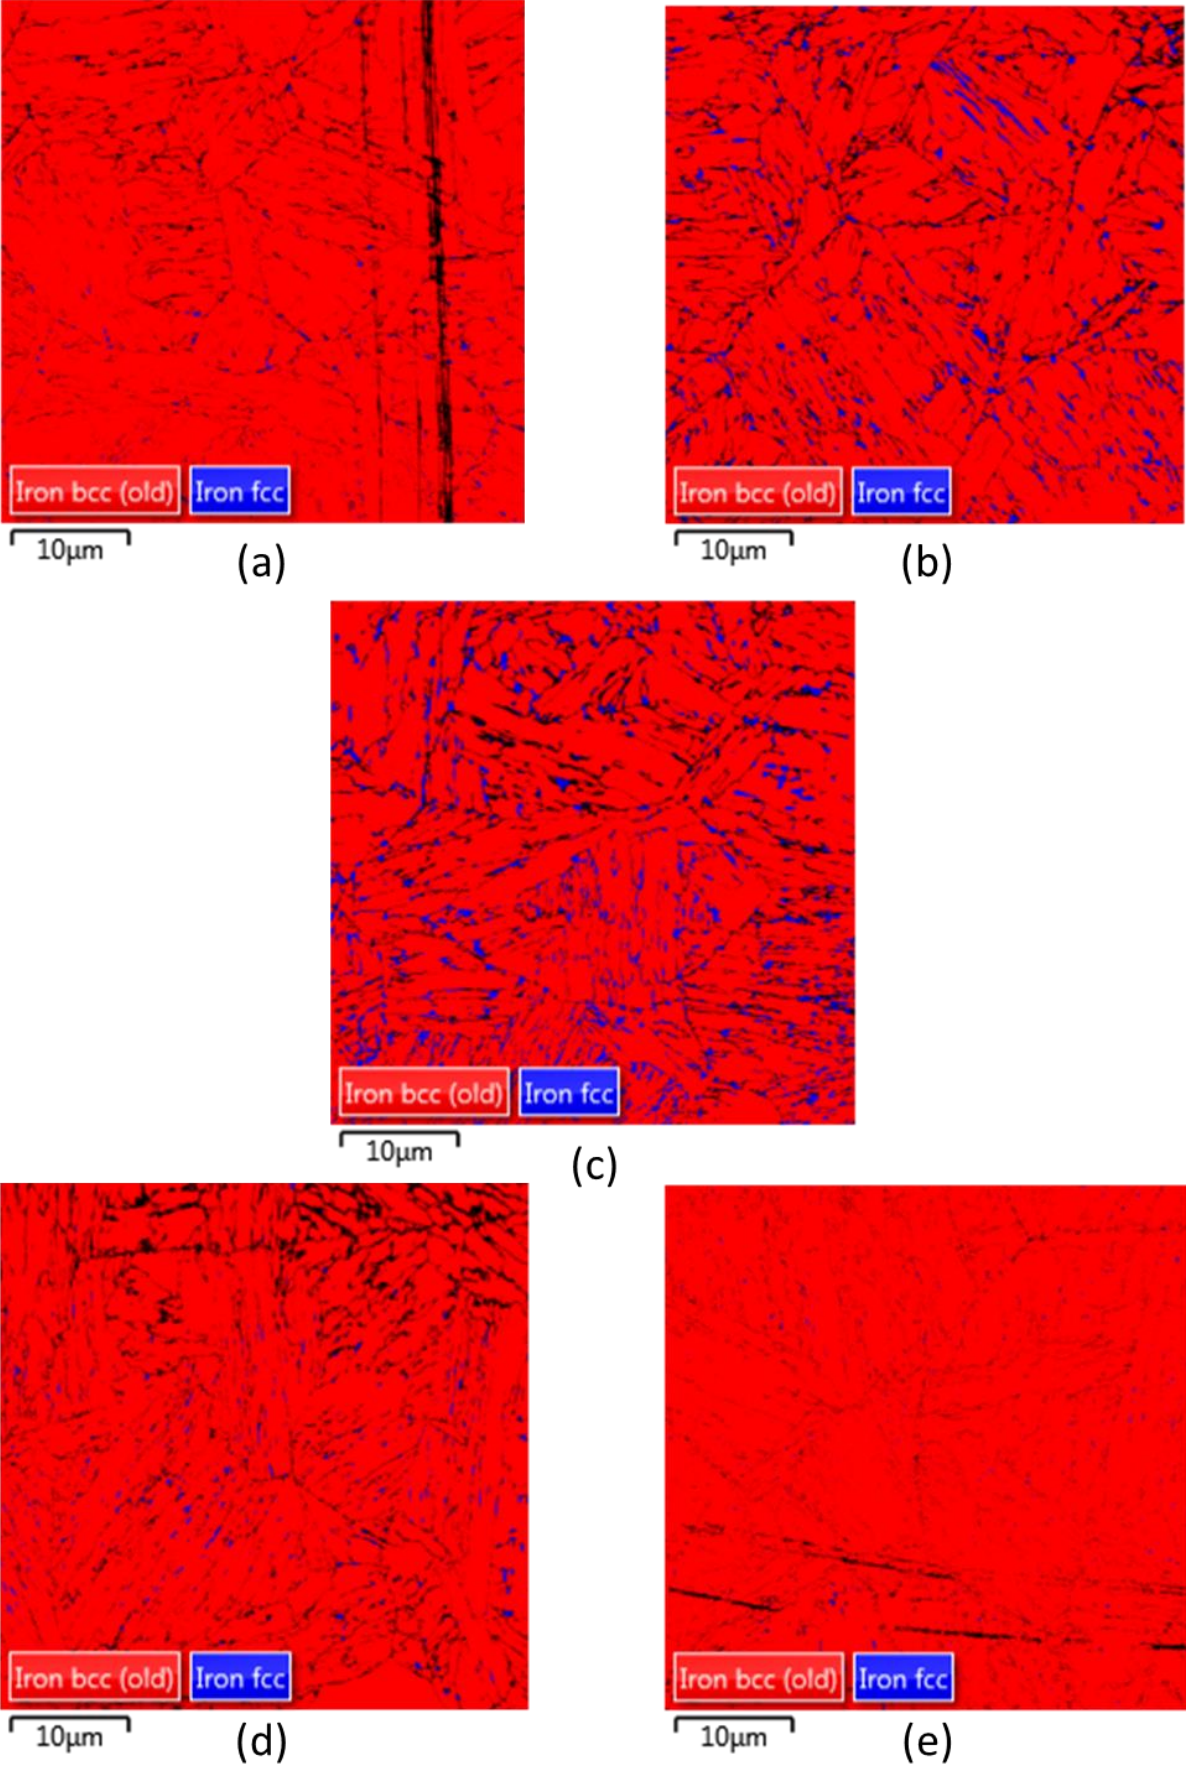 Iron bcc (old) Iron fcc
10μm
(a)
Iron bcc (old) Iron fcc
10μm
(b)
Iron bcc (old) Iron fcc
10μm
(c)
Iron bcc (old) Iron fcc
10μm
(d)
Iron bcc (old) Iron fcc
10μm
(e)